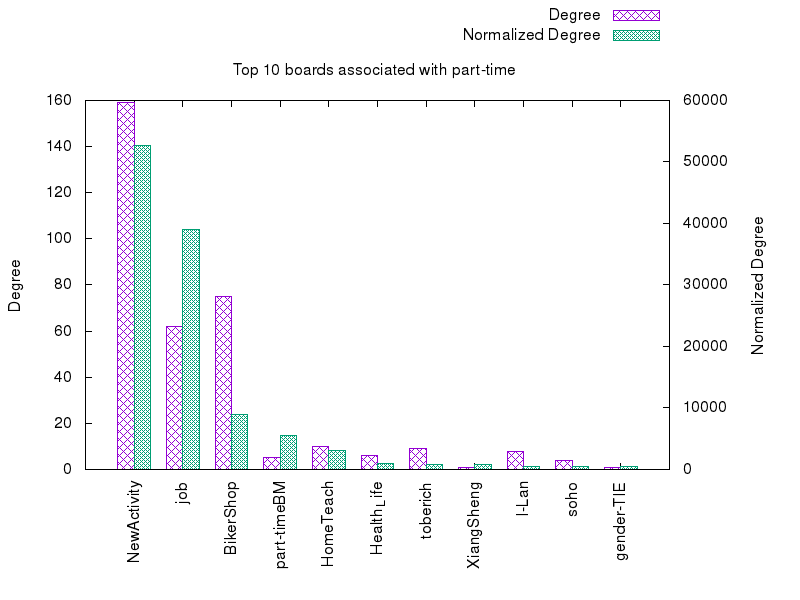 Degree
Normalized Degree
Top 10 boards associated with part-time
160
140
120
100
80
60
40
20
0
60000
50000
40000
30000
20000
10000
0
Degree
Normalized Degree
NewActivity
job
BikerShop
part-timeBM
HomeTeach
Health_Life
toberich
XiangSheng
I-Lan
soho
gender-TIE